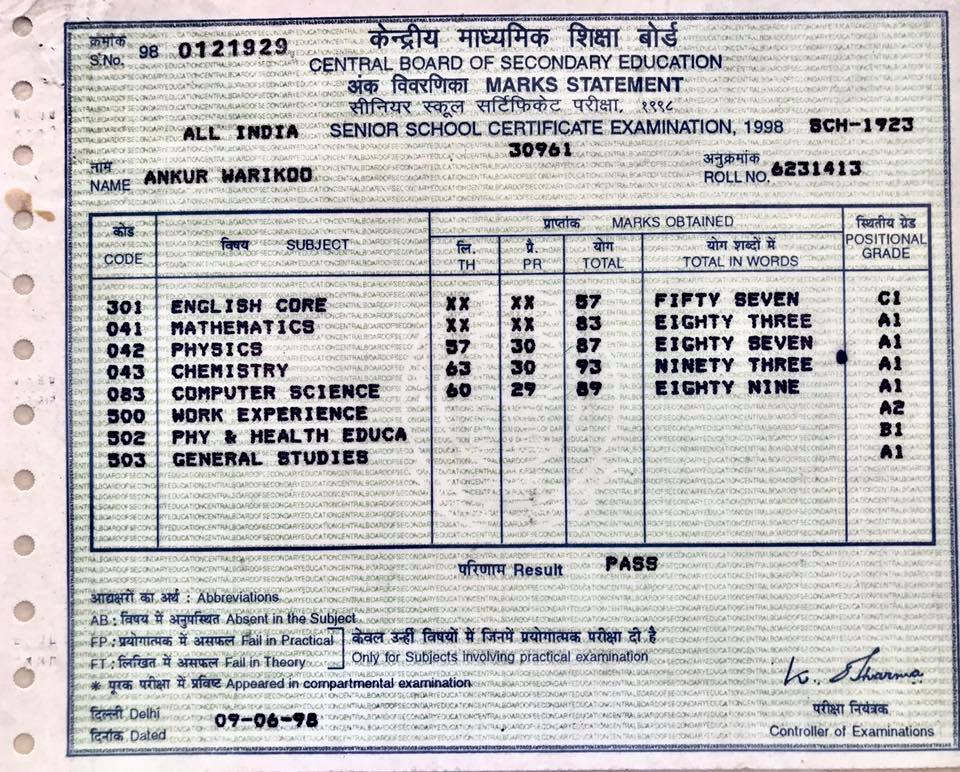 क्रमांक केन्द्रीय माध्यमिक शिक्षा बोर्ड
S.No. 98 0121929 CENTRAL BOARD OF SECONDARY EDUCATION
अंक विवरणिका MARKS STATEMENT
सीनियर स्कूल सर्टिफिकेट परीक्षा, १९९८
ALL INDIA SENIOR SCHOOL CERTIFICATE EXAMINATION, 1998 SCH-1923
30961
नाम अनुक्रमांक
NAME ANKUR WARIKOO ROLL NO. 6231413
कोड विषय SUBJECT प्राप्तांक MARKS OBTAINED स्थितीय ग्रेड
CODE लि. प्रै. योग योग शब्दों में POSITIONAL
TH PR TOTAL TOTAL IN WORDS GRADE
301 ENGLISH CORE XX XX 57 FIFTY SEVEN C1
041 MATHEMATICS XX XX 83 EIGHTY THREE A1
042 PHYSICS 57 30 87 EIGHTY SEVEN A1
043 CHEMISTRY 63 30 93 NINETY THREE A1
083 COMPUTER SCIENCE 60 29 89 EIGHTY NINE A1
500 WORK EXPERIENCE A2
502 PHY & HEALTH EDUCA B1
503 GENERAL STUDIES A1
परिणाम Result PASS
आद्यक्षरों का अर्थ : Abbreviations
AB : विषय में अनुपस्थित Absent in the Subject
FP : प्रयोगात्मक में असफल Fail in Practical केवल उन्हीं विषयों में जिनमें प्रयोगात्मक परीक्षा दी है
FT : लिखित में असफल Fail in Theory Only for Subjects involving practical examination
* पूरक परीक्षा में प्रविष्ट Appeared in compartmental examination
K. Sharma
दिल्ली Delhi 09-06-98 परीक्षा नियंत्रक
दिनाँक Dated Controller of Examinations